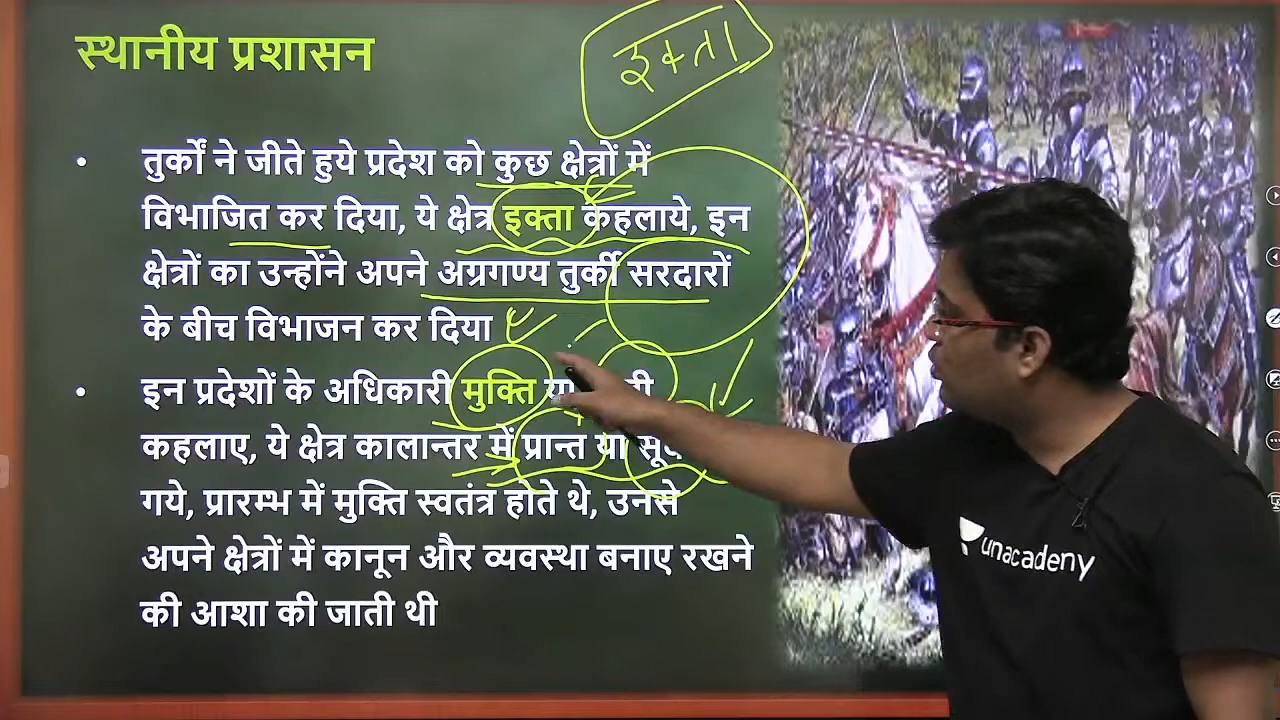 स्थानीय प्रशासन
इक्ता
• तुर्कों ने जीते हुये प्रदेश को कुछ क्षेत्रों में
विभाजित कर दिया, ये क्षेत्र इक्ता कहलाये, इन
क्षेत्रों का उन्होंने अपने अग्रगण्य तुर्की सरदारों
के बीच विभाजन कर दिया
• इन प्रदेशों के अधिकारी मुक्ति
कहलाए, ये क्षेत्र कालान्तर में प्रान्त या
गये, प्रारम्भ में मुक्ति स्वतंत्र होते थे, उनसे
अपने क्षेत्रों में कानून और व्यवस्था बनाए रखने
की आशा की जाती थी
unacademy